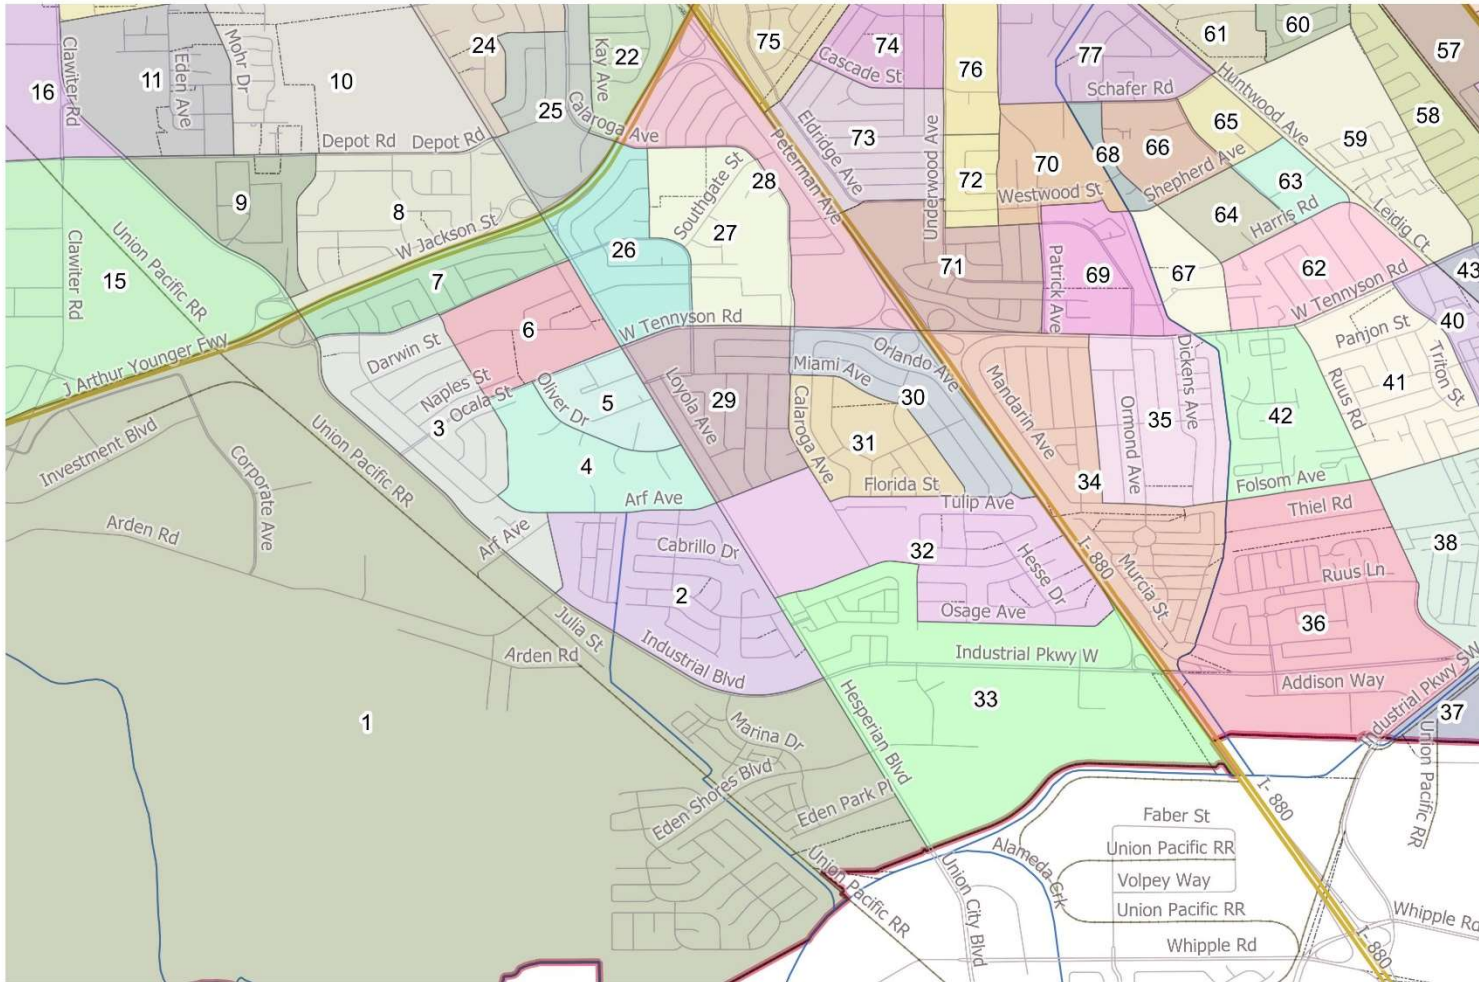 16
Clawiter Rd
11
Eden Ave
Mohr Dr
10
24
Kay Ave
22
75
74
Cascade St
76
77
61
60
57
Schafer Rd
Huntwood Ave
58
25
Calaroga Ave
Depot Rd
Depot Rd
Peterman Ave
Eldridge Ave
73
Underwood Ave
72
70
68
66
65
59
Shepherd Ave
63
Westwood St
9
8
Southgate St
28
27
64
Harris Rd
Leidig Ct
W Jackson St
26
15
Clawiter Rd
Union Pacific RR
7
71
Patrick Ave
69
67
62
W Tennyson Rd
43
6
W Tennyson Rd
J Arthur Younger Fwy
Darwin St
Naples St
Ocala St
3
Oliver Dr
5
4
Loyola Ave
29
Miami Ave
Orlando Ave
30
Calaroga Ave
31
Mandarin Ave
34
Ormond Ave
35
Dickens Ave
Panjon St
40
Triton St
41
Ruus Rd
42
Investment Blvd
Corporate Ave
Union Pacific RR
Arf Ave
Florida St
Tulip Ave
Folsom Ave
Thiel Rd
Arden Rd
Arf Ave
Cabrillo Dr
2
32
Hesse Dr
I- 880
Murcia St
38
Ruus Ln
36
Osage Ave
Julia St
Arden Rd
Industrial Blvd
Industrial Pkwy W
Addison Way
Industrial Pkwy SW
37
Union Pacific RR
1
33
Hesperian Blvd
Marina Dr
Eden Shores Blvd
Eden Park Pl
Union Pacific RR
I- 880
Faber St
Alameda Crk
Union Pacific RR
Volpey Way
Union Pacific RR
Union City Blvd
Whipple Rd
Whipple Rd
I- 880